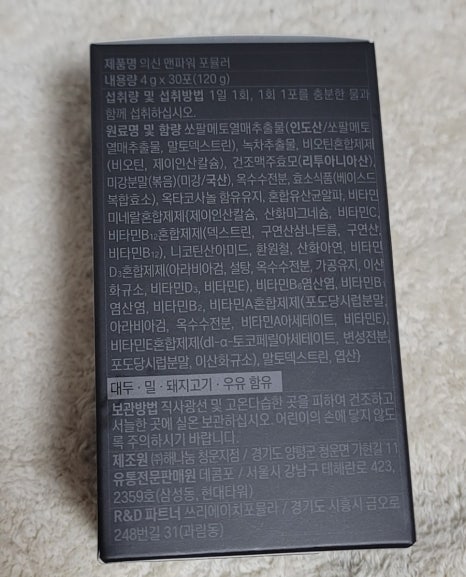 제품명 의신 맨파워 포뮬러
내용량 4 g x 30포(120 g)
섭취량 및 섭취방법 1일 1회, 1회 1포를 충분한 물과
함께 섭취하십시오.
원료명 및 함량 쏘팔메토열매추출물(인도산/쏘팔메토
열매추출물, 말토덱스트린), 녹차추출물, 비오틴혼합제제
(비오틴, 제이인산칼슘), 건조맥주효모(리투아니아산),
미강분말(볶음)(미강/국산), 옥수수전분, 효소식품(베이스드
복합효소), 옥타코사놀 함유유지, 혼합유산균알파, 비타민
미네랄혼합제제{제이인산칼슘, 산화마그네슘, 비타민C,
비타민B₁₂혼합제제(덱스트린, 구연산삼나트륨, 구연산,
비타민B₁₂), 니코틴산아미드, 환원철, 산화아연, 비타민
D₃혼합제제(아라비아검, 설탕, 옥수수전분, 가공유지, 이산
화규소, 비타민D₃, 비타민E), 비타민B₆염산염, 비타민B₁
염산염, 비타민B₂, 비타민A혼합제제(포도당시럽분말,
아라비아검, 옥수수전분, 비타민A아세테이트, 비타민E),
비타민E혼합제제(dl-α-토코페릴아세테이트, 변성전분,
포도당시럽분말, 이산화규소), 말토덱스트린, 엽산}
대두 · 밀 · 돼지고기 · 우유 함유
보관방법 직사광선 및 고온다습한 곳을 피하여 건조하고
서늘한 곳에 실온 보관하십시오. 어린이의 손에 닿지 않도
록 주의하시기 바랍니다.
제조원 ㈜해나눔 청운지점 / 경기도 양평군 청운면 가현길 11
유통전문판매원 데콤포 / 서울시 강남구 테헤란로 423,
2359호(삼성동, 현대타워)
R&D 파트너 쓰리에이치포뮬러 / 경기도 시흥시 금오로
248번길 31(과림동)